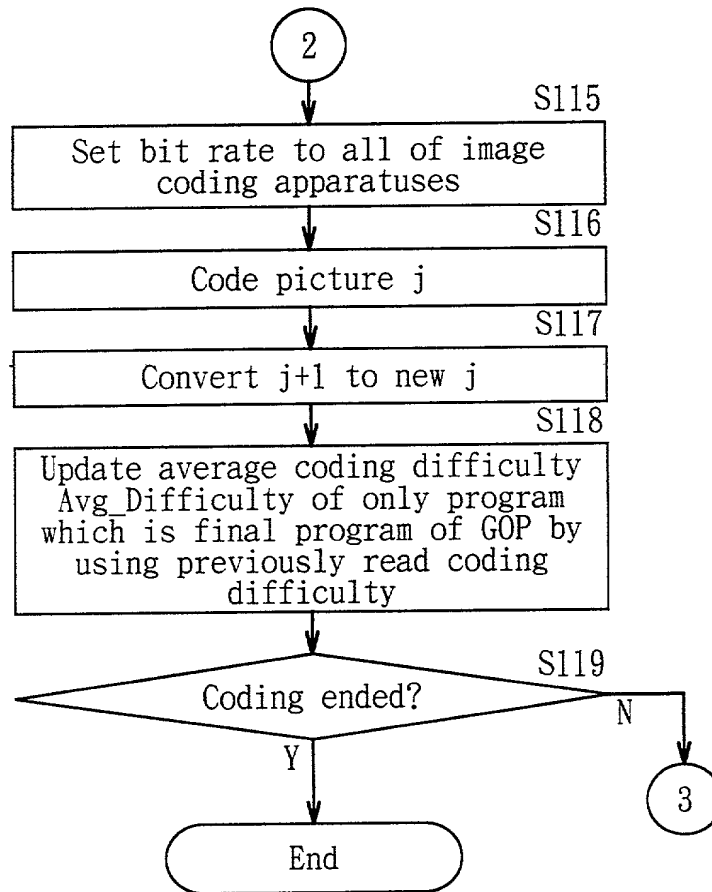 2
S115
Set bit rate to all of image
coding apparatuses
S116
Code picture j
S117
Convert j+1 to new j
S118
Update average coding difficulty
Avg_Difficulty of only program
which is final program of GOP by
using previously read coding
difficulty
S119
Coding ended?
N
Y
3
End